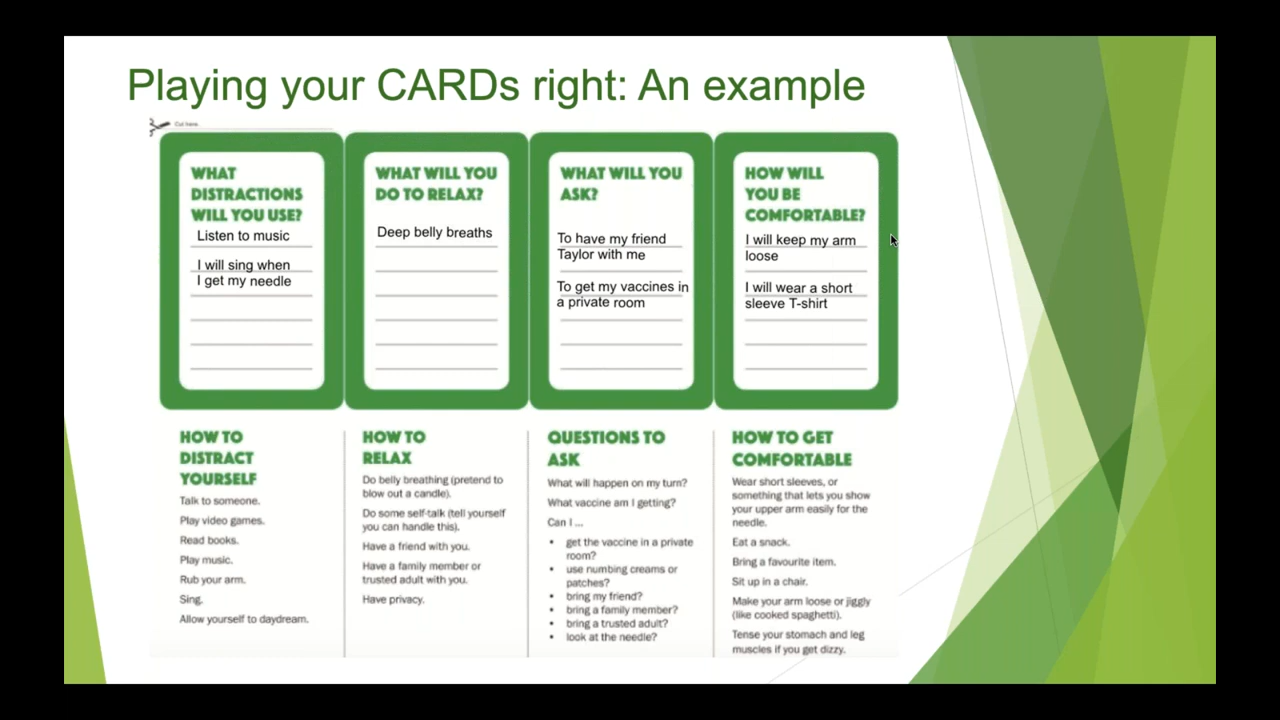 Playing your CARDs right: An example
Cut here.
WHAT
DISTRACTIONS
WILL YOU USE?
Listen to music
I will sing when
I get my needle
WHAT WILL YOU
DO TO RELAX?
Deep belly breaths
WHAT WILL YOU
ASK?
To have my friend
Taylor with me
To get my vaccines in
a private room
HOW WILL
YOU BE
COMFORTABLE?
I will keep my arm
loose
I will wear a short
sleeve T-shirt
HOW TO
DISTRACT
YOURSELF
Talk to someone.
Play video games.
Read books.
Play music.
Rub your arm.
Sing.
Allow yourself to daydream.
HOW TO
RELAX
Do belly breathing (pretend to
blow out a candle).
Do some self-talk (tell yourself
you can handle this).
Have a friend with you.
Have a family member or
trusted adult with you.
Have privacy.
QUESTIONS TO
ASK
What will happen on my turn?
What vaccine am I getting?
Can I ...
• get the vaccine in a private
room?
• use numbing creams or
patches?
• bring my friend?
• bring a family member?
• bring a trusted adult?
• look at the needle?
HOW TO GET
COMFORTABLE
Wear short sleeves, or
something that lets you show
your upper arm easily for the
needle.
Eat a snack.
Bring a favourite item.
Sit up in a chair.
Make your arm loose or jiggly
(like cooked spaghetti).
Tense your stomach and leg
muscles if you get dizzy.